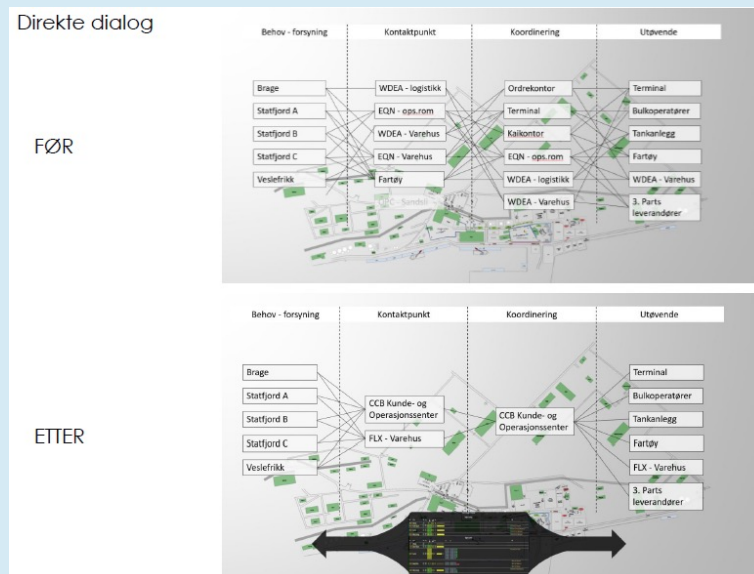 Direkte dialog
FØR
Behov - forsyning
Kontaktpunkt
Koordinering
Utøvende
Brage
Statfjord A
Statfjord B
Statfjord C
Veslefrikk
WDEA - logistikk
EQN - ops.rom
WDEA - Varehus
EQN - Varehus
Fartøy
Ordrekontor
Terminal
Kaikontor
EQN - ops.rom
WDEA - logistikk
WDEA - Varehus
Terminal
Bulkoperatører
Tankanlegg
Fartøy
WDEA - Varehus
3. Parts
leverandører
ETTER
Behov - forsyning
Kontaktpunkt
Koordinering
Utøvende
Brage
Statfjord A
Statfjord B
Statfjord C
Veslefrikk
CCB Kunde- og
Operasjonssenter
FLX - Varehus
CCB Kunde- og
Operasjonssenter
Terminal
Bulkoperatører
Tankanlegg
Fartøy
FLX - Varehus
3. Parts
leverandører